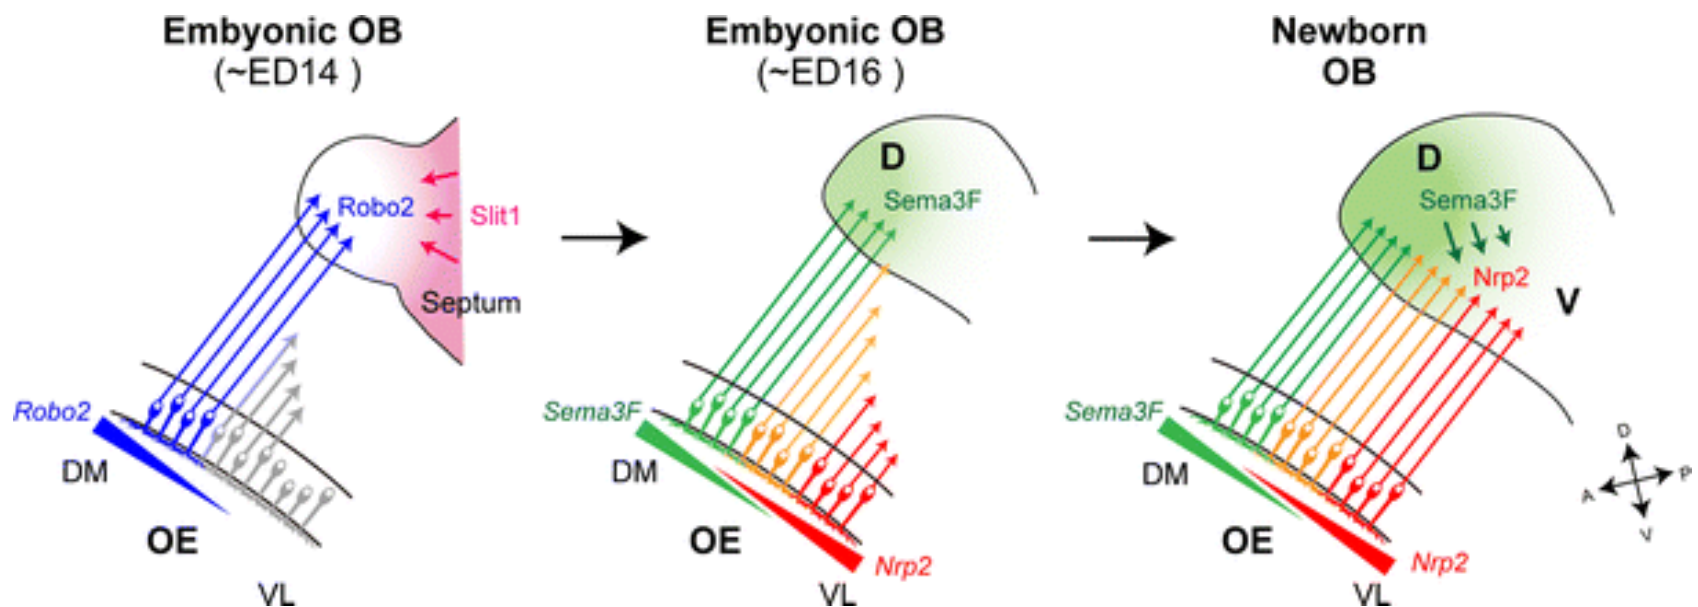 Embyonic OB
(~ED14 )
Robo2
Slit1
Septum
Robo2
DM
OE
VL
Embyonic OB
(~ED16 )
D
Sema3F
Sema3F
DM
OE
Nrp2
VL
Newborn
OB
D
Sema3F
Nrp2
V
Sema3F
DM
OE
Nrp2
VL
D
A
P
V